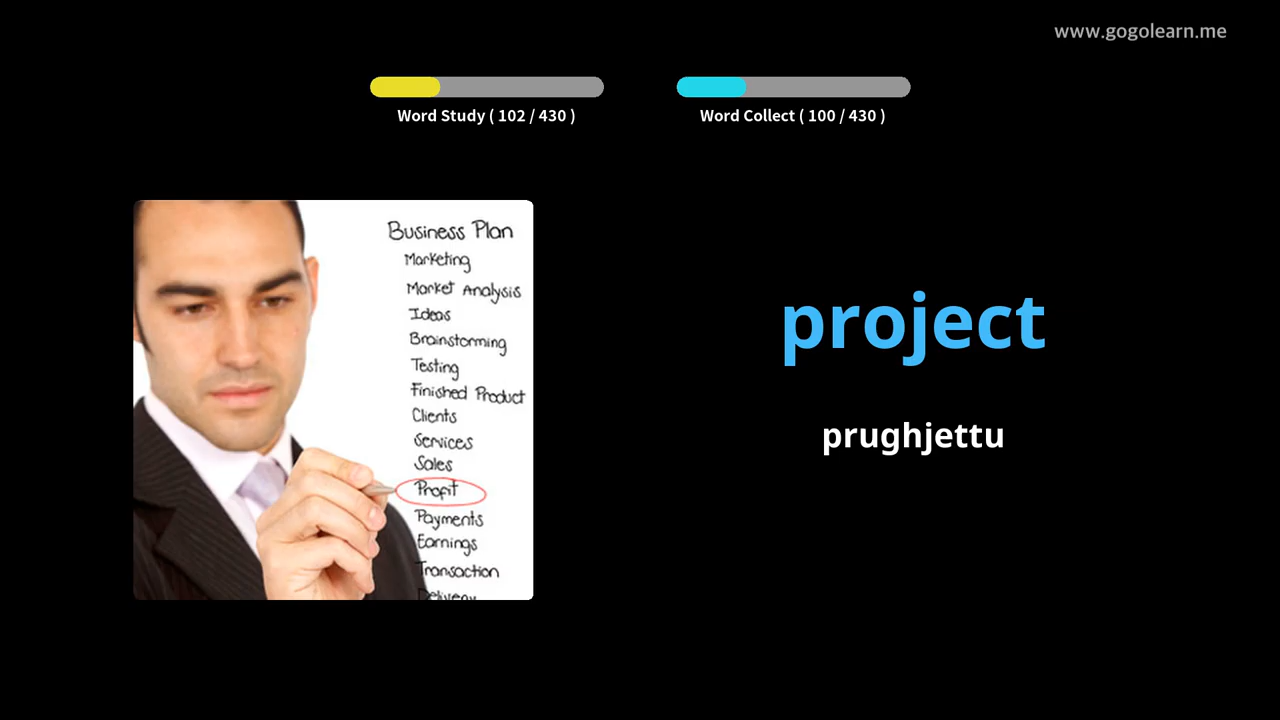 www.gogolearn.me
Word Study ( 102 / 430 )
Word Collect ( 100 / 430 )
Business Plan
Marketing
Market Analysis
Ideas
Brainstorming
Testing
Finished Product
Clients
Services
Sales
Profit
Payments
Earnings
Transaction
Delivery
project
prughjettu